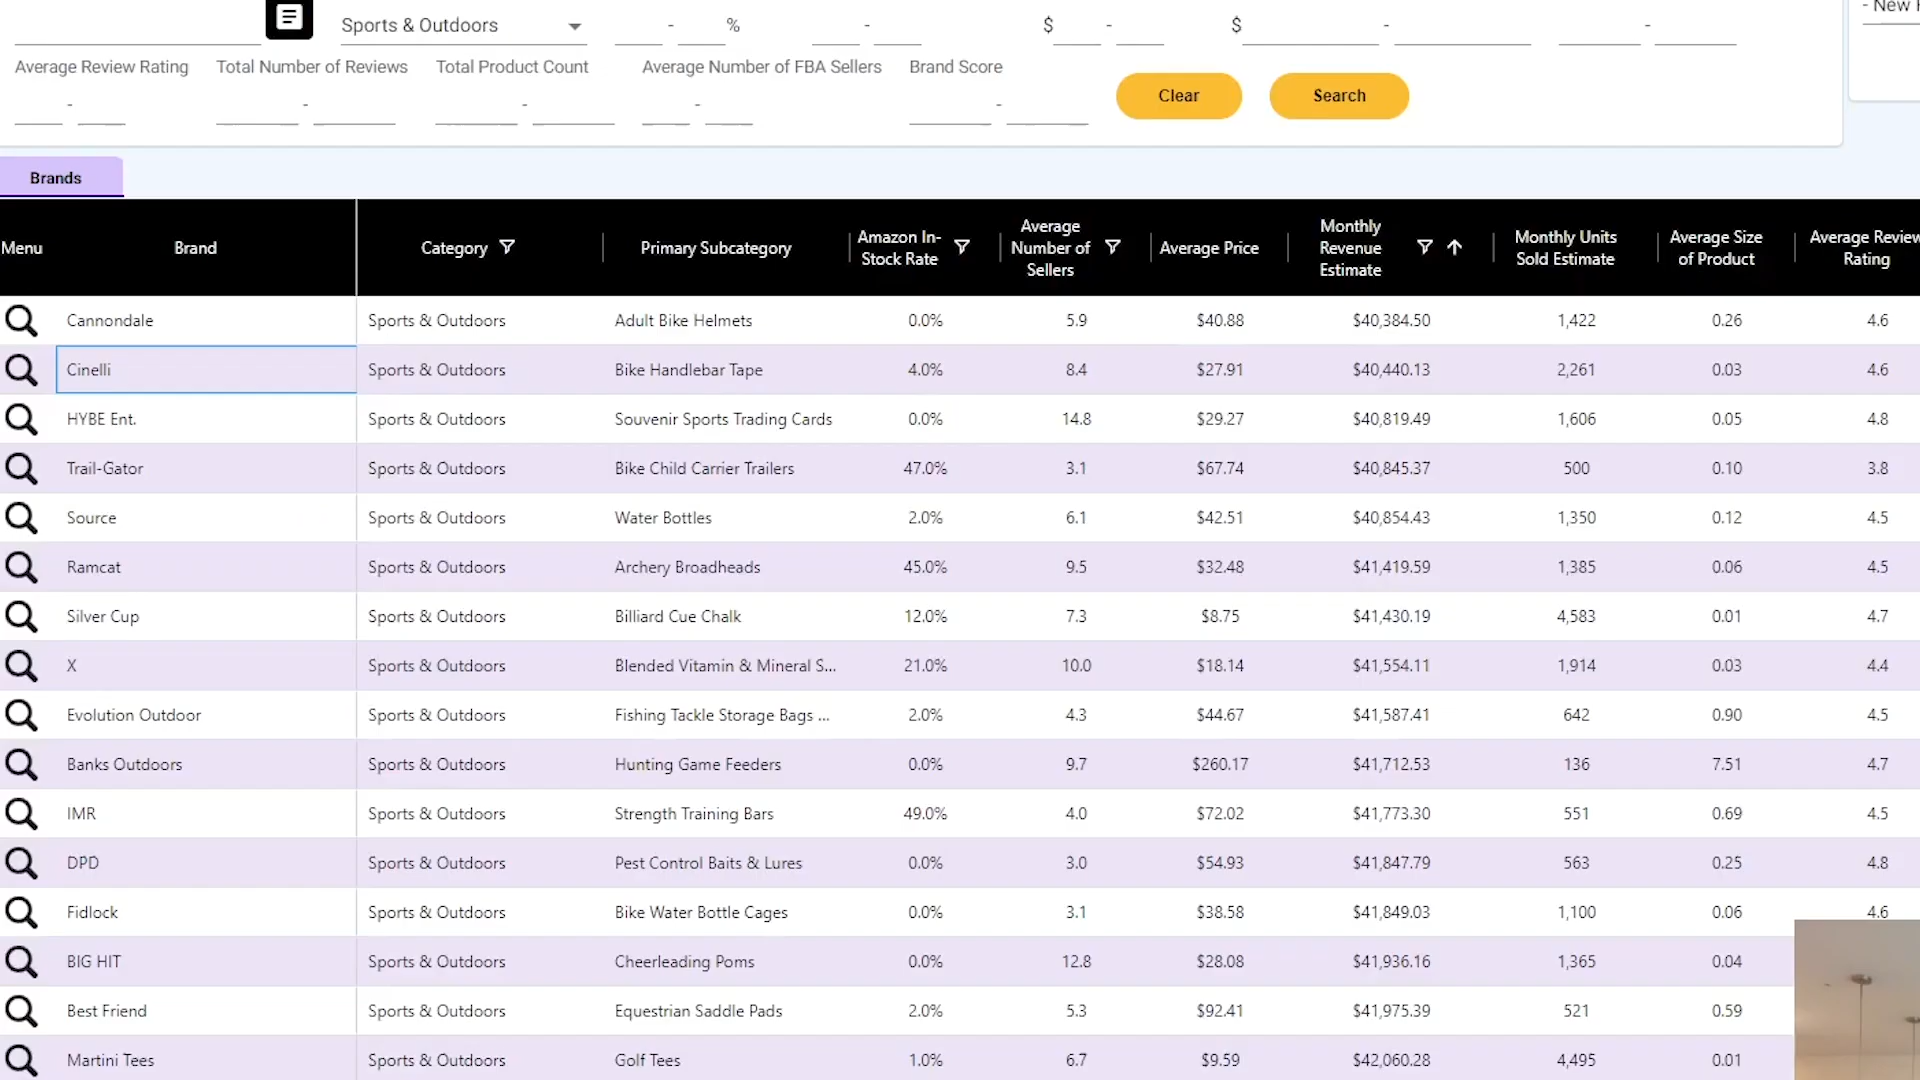 - New
Sports & Outdoors - % - $ - $ - -
Average Review Rating Total Number of Reviews Total Product Count Average Number of FBA Sellers Brand Score
- - - - -
Clear Search
Brands
Menu Brand Category Primary Subcategory Amazon In-Stock Rate Average Number of Sellers Average Price Monthly Revenue Estimate Monthly Units Sold Estimate Average Size of Product Average Review Rating
Cannondale Sports & Outdoors Adult Bike Helmets 0.0% 5.9 $40.88 $40,384.50 1,422 0.26 4.6
Cinelli Sports & Outdoors Bike Handlebar Tape 4.0% 8.4 $27.91 $40,440.13 2,261 0.03 4.6
HYBE Ent. Sports & Outdoors Souvenir Sports Trading Cards 0.0% 14.8 $29.27 $40,819.49 1,606 0.05 4.8
Trail-Gator Sports & Outdoors Bike Child Carrier Trailers 47.0% 3.1 $67.74 $40,845.37 500 0.10 3.8
Source Sports & Outdoors Water Bottles 2.0% 6.1 $42.51 $40,854.43 1,350 0.12 4.5
Ramcat Sports & Outdoors Archery Broadheads 45.0% 9.5 $32.48 $41,419.59 1,385 0.06 4.5
Silver Cup Sports & Outdoors Billiard Cue Chalk 12.0% 7.3 $8.75 $41,430.19 4,583 0.01 4.7
X Sports & Outdoors Blended Vitamin & Mineral S... 21.0% 10.0 $18.14 $41,554.11 1,914 0.03 4.4
Evolution Outdoor Sports & Outdoors Fishing Tackle Storage Bags ... 2.0% 4.3 $44.67 $41,587.41 642 0.90 4.5
Banks Outdoors Sports & Outdoors Hunting Game Feeders 0.0% 9.7 $260.17 $41,712.53 136 7.51 4.7
IMR Sports & Outdoors Strength Training Bars 49.0% 4.0 $72.02 $41,773.30 551 0.69 4.5
DPD Sports & Outdoors Pest Control Baits & Lures 0.0% 3.0 $54.93 $41,847.79 563 0.25 4.8
Fidlock Sports & Outdoors Bike Water Bottle Cages 0.0% 3.1 $38.58 $41,849.03 1,100 0.06 4.6
BIG HIT Sports & Outdoors Cheerleading Poms 0.0% 12.8 $28.08 $41,936.16 1,365 0.04
Best Friend Sports & Outdoors Equestrian Saddle Pads 2.0% 5.3 $92.41 $41,975.39 521 0.59
Martini Tees Sports & Outdoors Golf Tees 1.0% 6.7 $9.59 $42,060.28 4,495 0.01